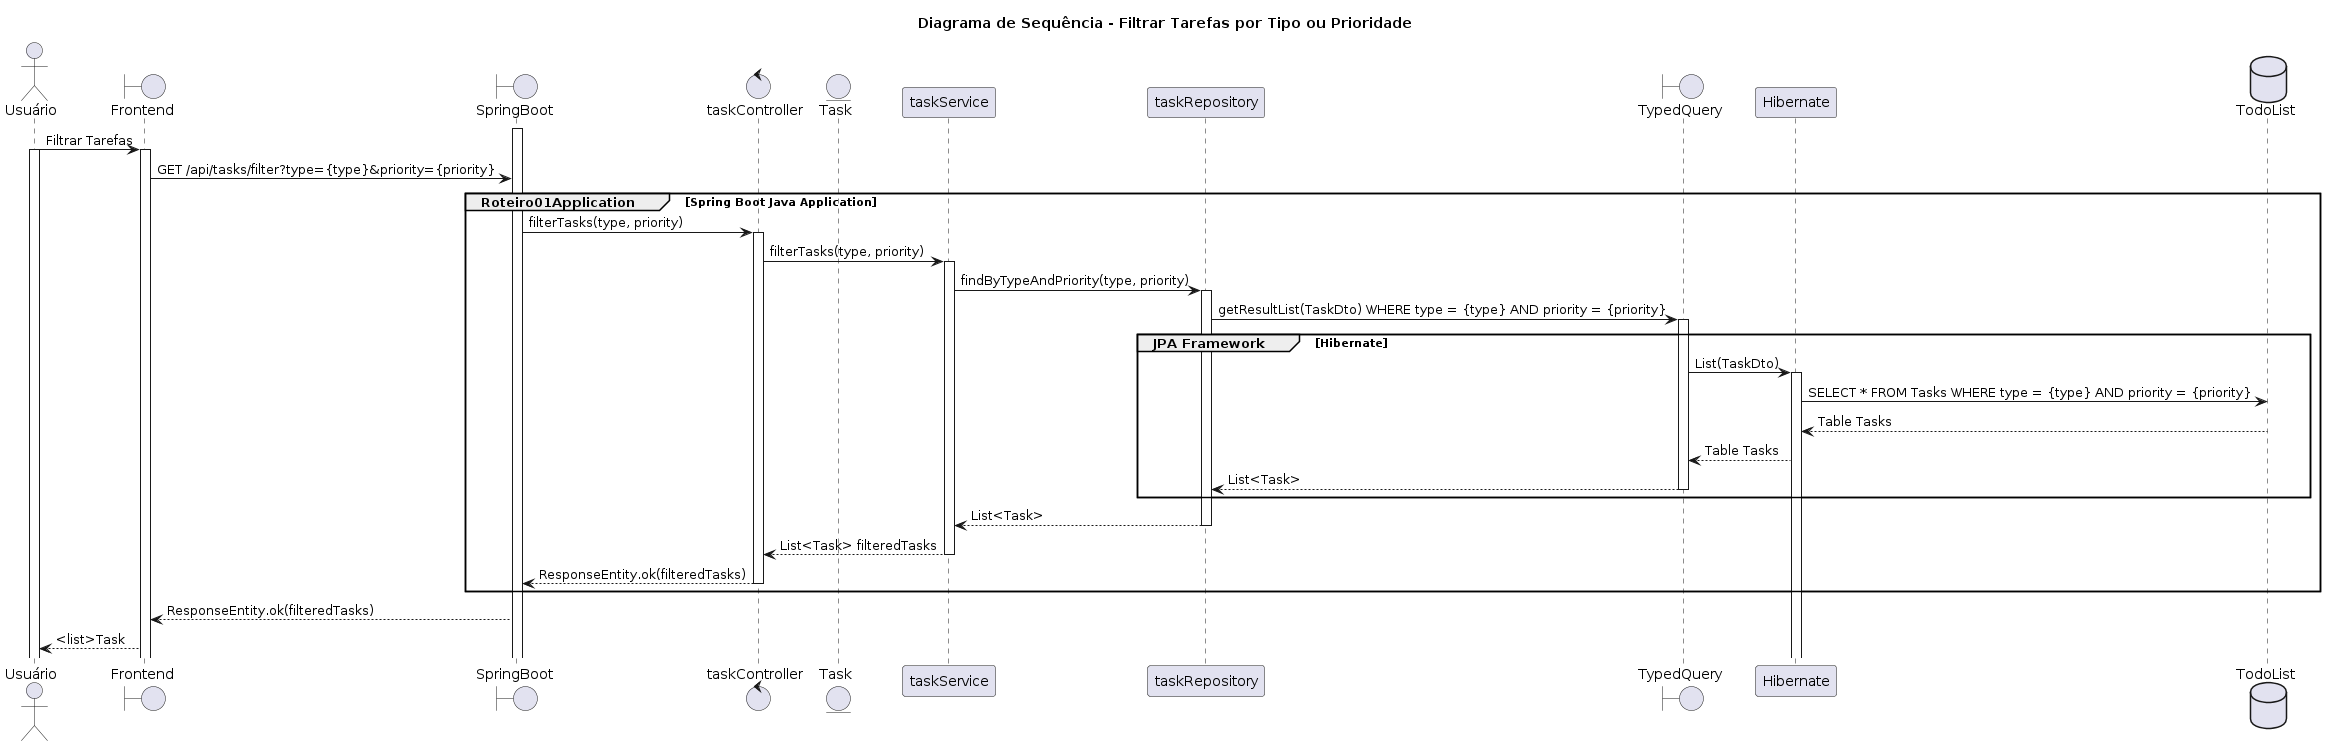 Diagrama de Sequência - Filtrar Tarefas por Tipo ou Prioridade
Usuário
Frontend
SpringBoot
taskController
Task
taskService
taskRepository
TypedQuery
Hibernate
TodoList
Filtrar Tarefas
GET /api/tasks/filter?type={type}&priority={priority}
Roteiro01Application [Spring Boot Java Application]
filterTasks(type, priority)
filterTasks(type, priority)
findByTypeAndPriority(type, priority)
getResultList(TaskDto) WHERE type = {type} AND priority = {priority}
JPA Framework [Hibernate]
List(TaskDto)
SELECT * FROM Tasks WHERE type = {type} AND priority = {priority}
Table Tasks
Table Tasks
List<Task>
List<Task>
List<Task> filteredTasks
ResponseEntity.ok(filteredTasks)
ResponseEntity.ok(filteredTasks)
<list>Task
Usuário
Frontend
SpringBoot
taskController
Task
taskService
taskRepository
TypedQuery
Hibernate
TodoList